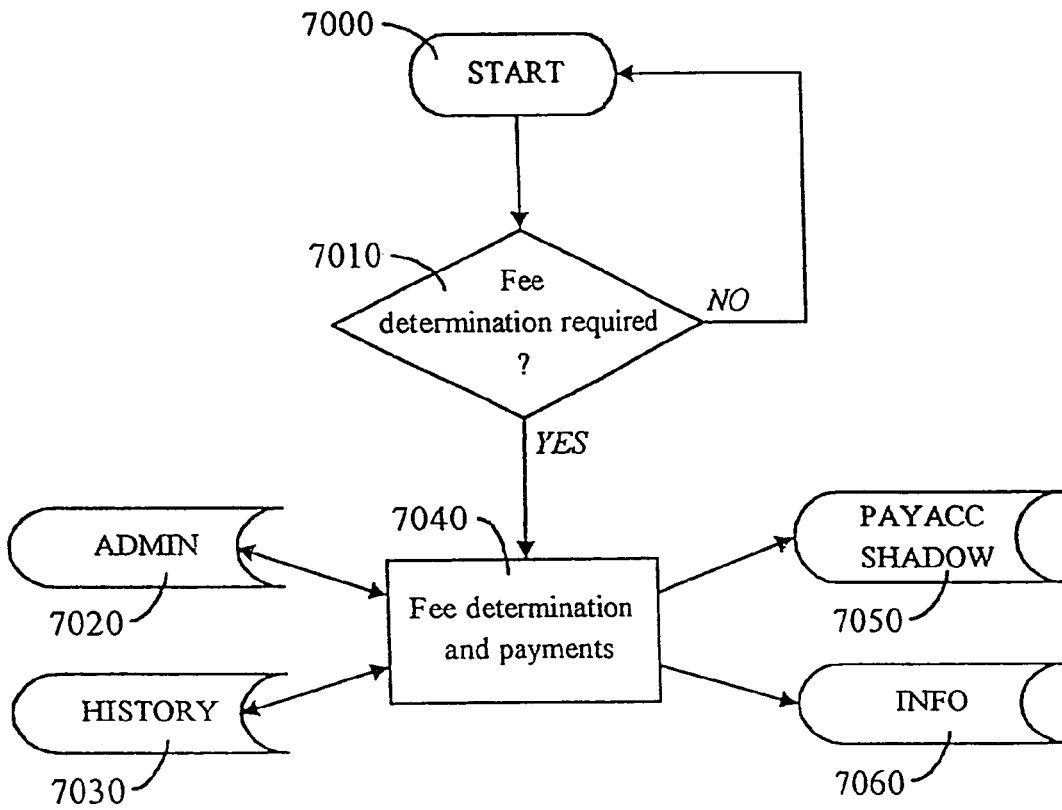 7000
START
7010
Fee
determination required
?
NO
YES
7040
ADMIN
7020
Fee determination
and payments
PAYACC
SHADOW
7050
HISTORY
7030
INFO
7060